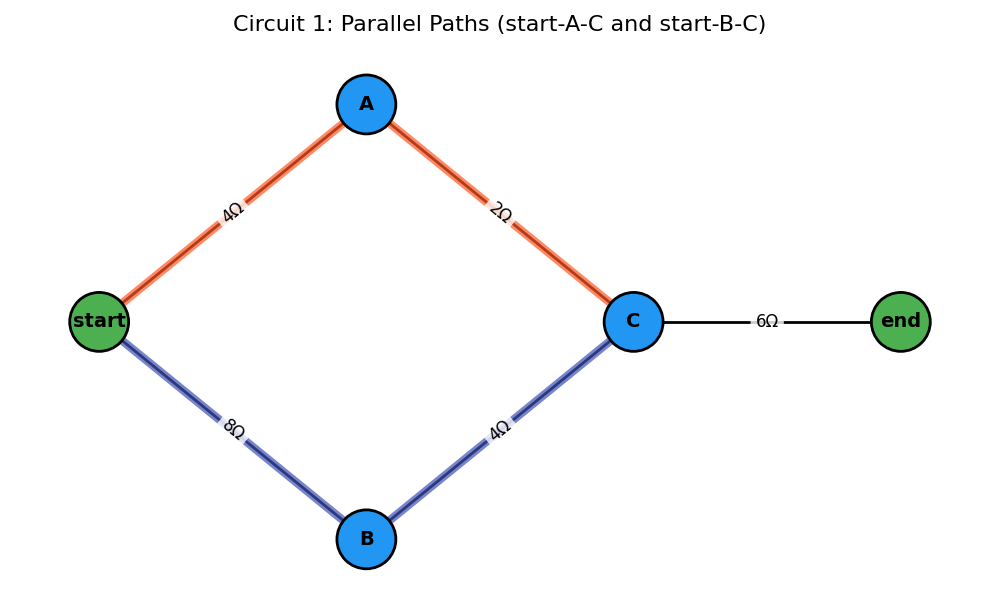 Circuit 1: Parallel Paths (start-A-C and start-B-C)
A
4Ω
2Ω
start
C
6Ω
end
8Ω
4Ω
B